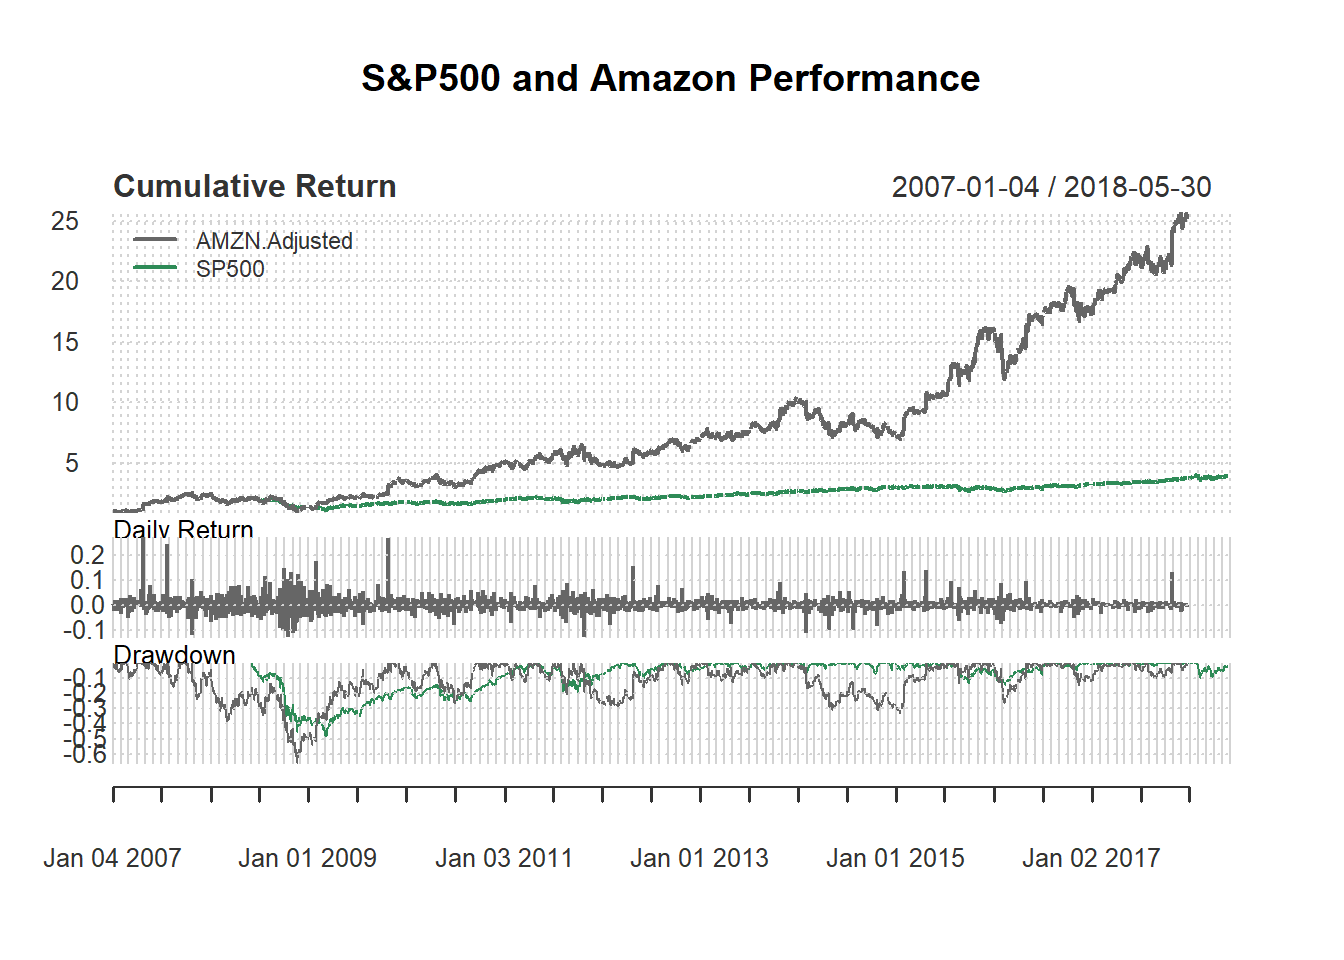 S&P500 and Amazon Performance
Cumulative Return 2007-01-04 / 2018-05-30
25
AMZN.Adjusted
SP500
20
15
10
5
Daily Return
0.2
0.1
0.0
-0.1
Drawdown
-0.1
-0.2
-0.3
-0.4
-0.5
-0.6
Jan 04 2007 Jan 01 2009 Jan 03 2011 Jan 01 2013 Jan 01 2015 Jan 02 2017